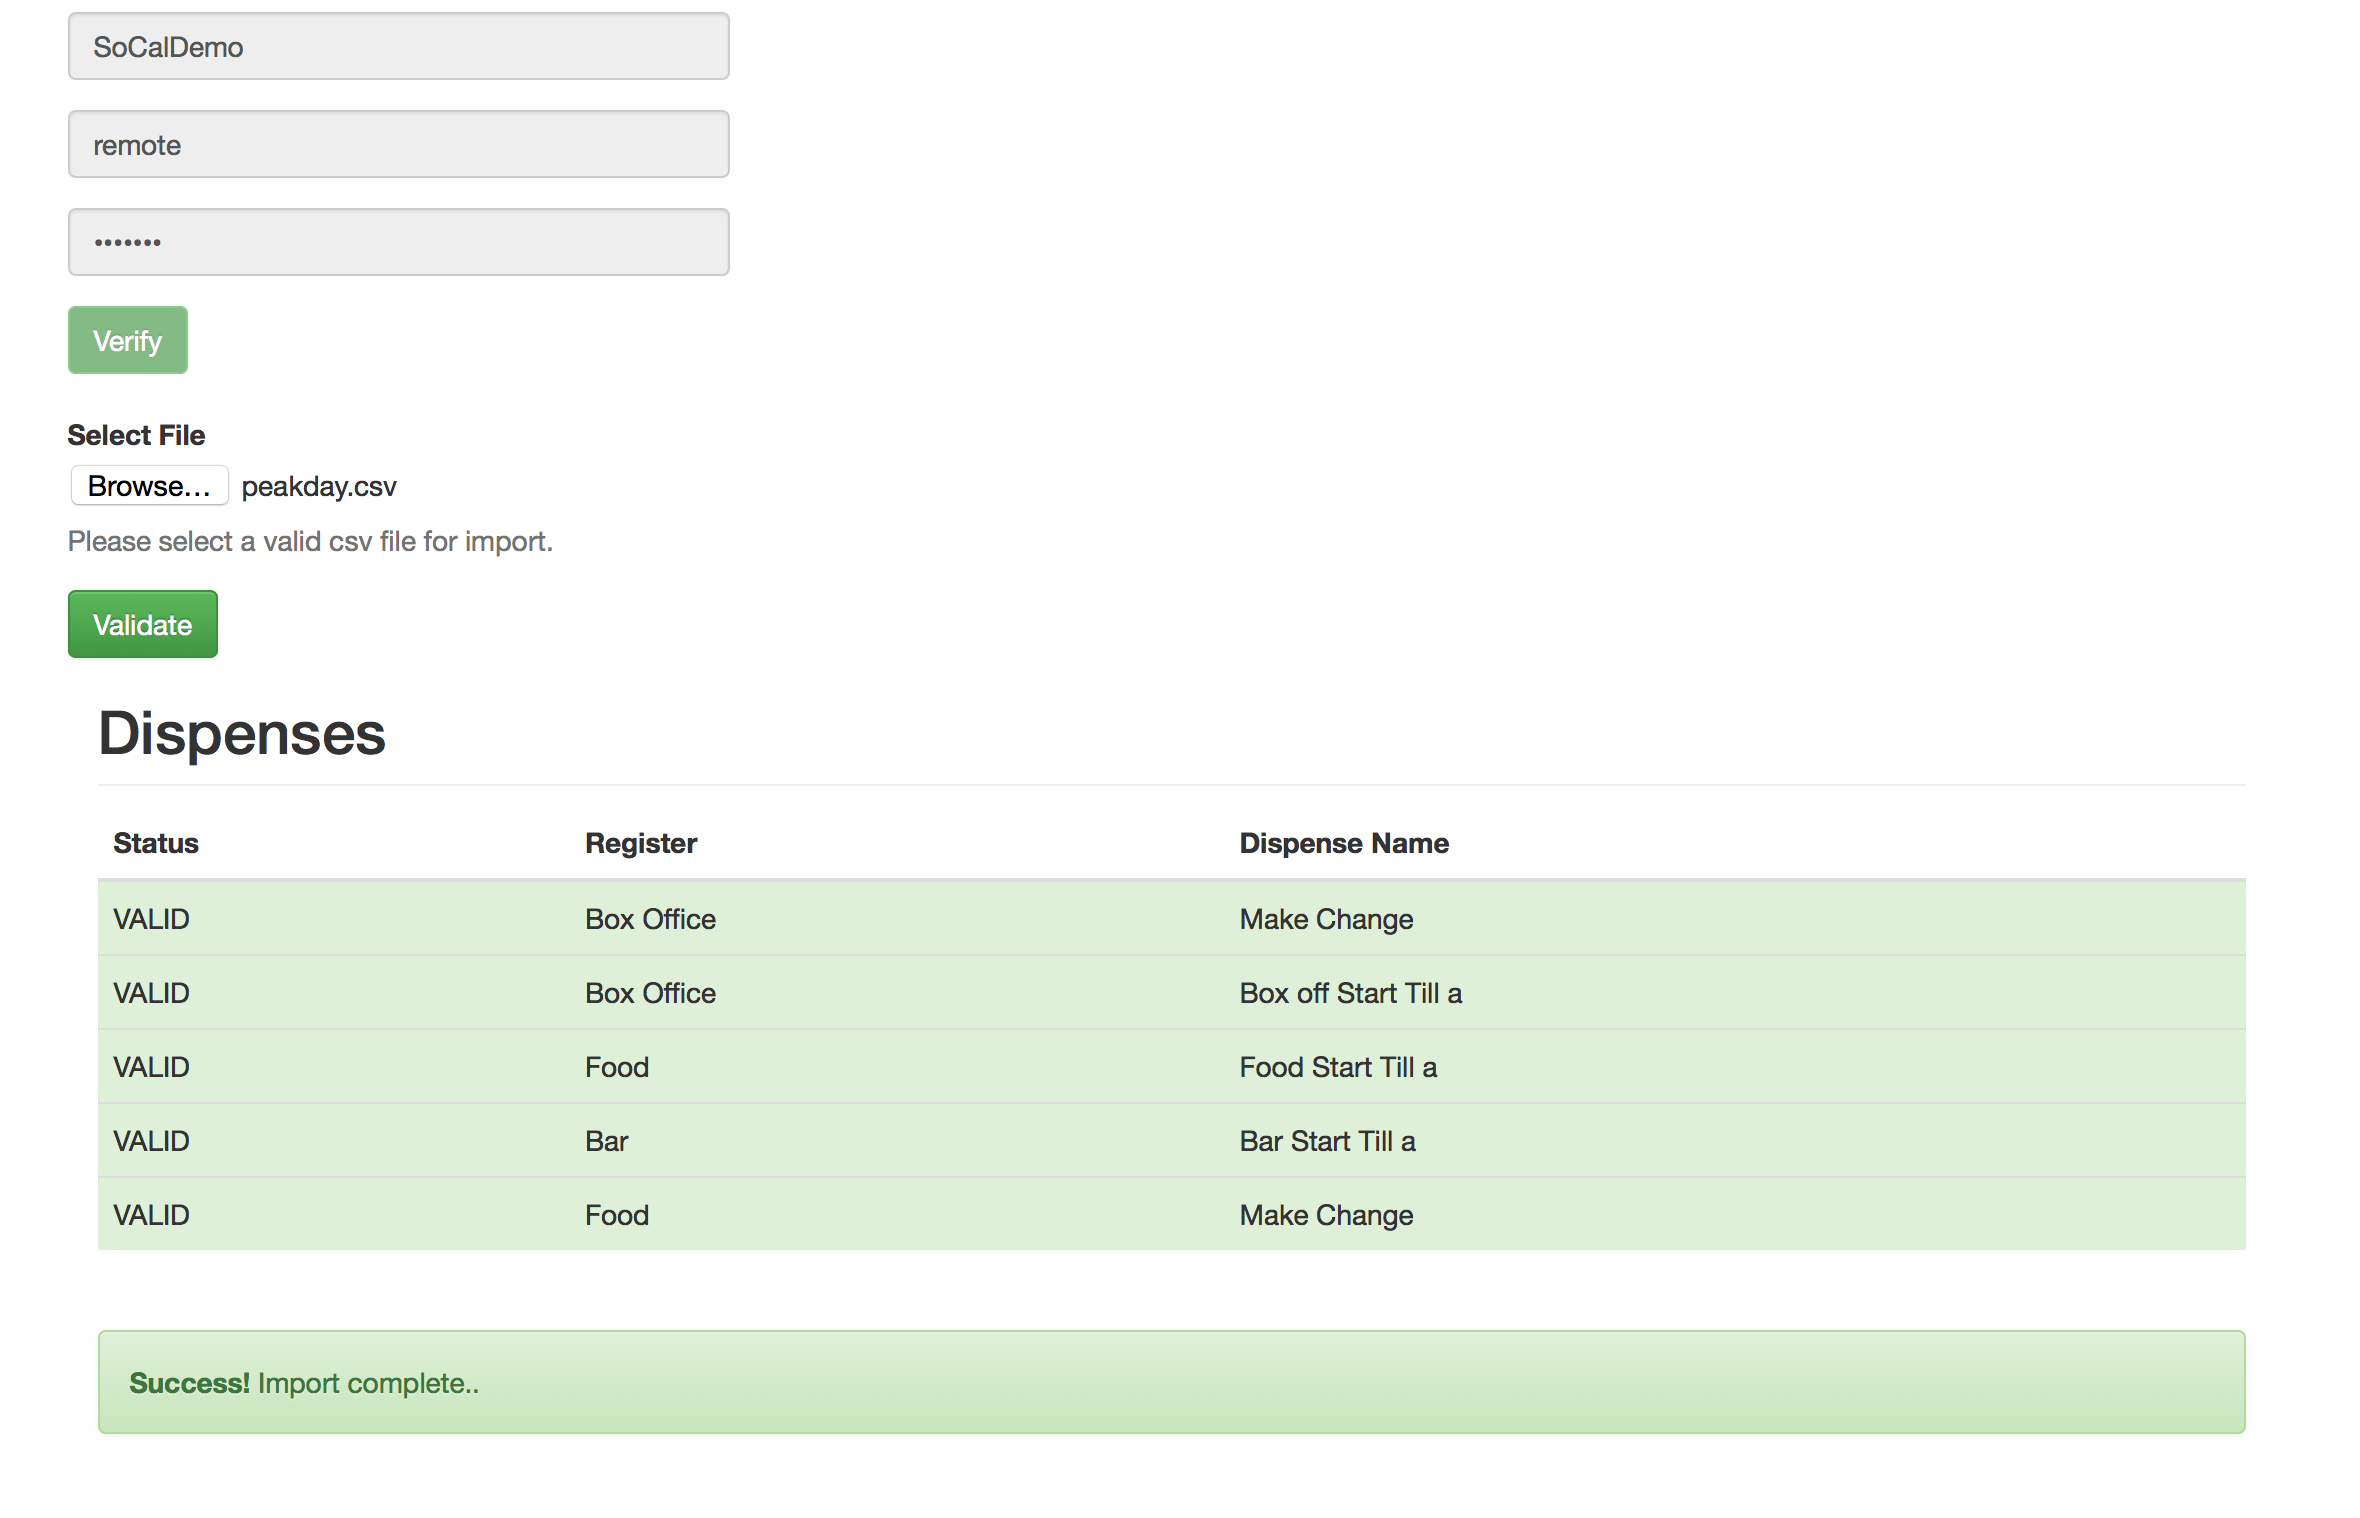 SoCalDemo
remote
•••••••
Verify
Select File
Browse... peakday.csv
Please select a valid csv file for import.
Validate
Dispenses
Status Register Dispense Name
VALID Box Office Make Change
VALID Box Office Box off Start Till a
VALID Food Food Start Till a
VALID Bar Bar Start Till a
VALID Food Make Change
Success! Import complete..